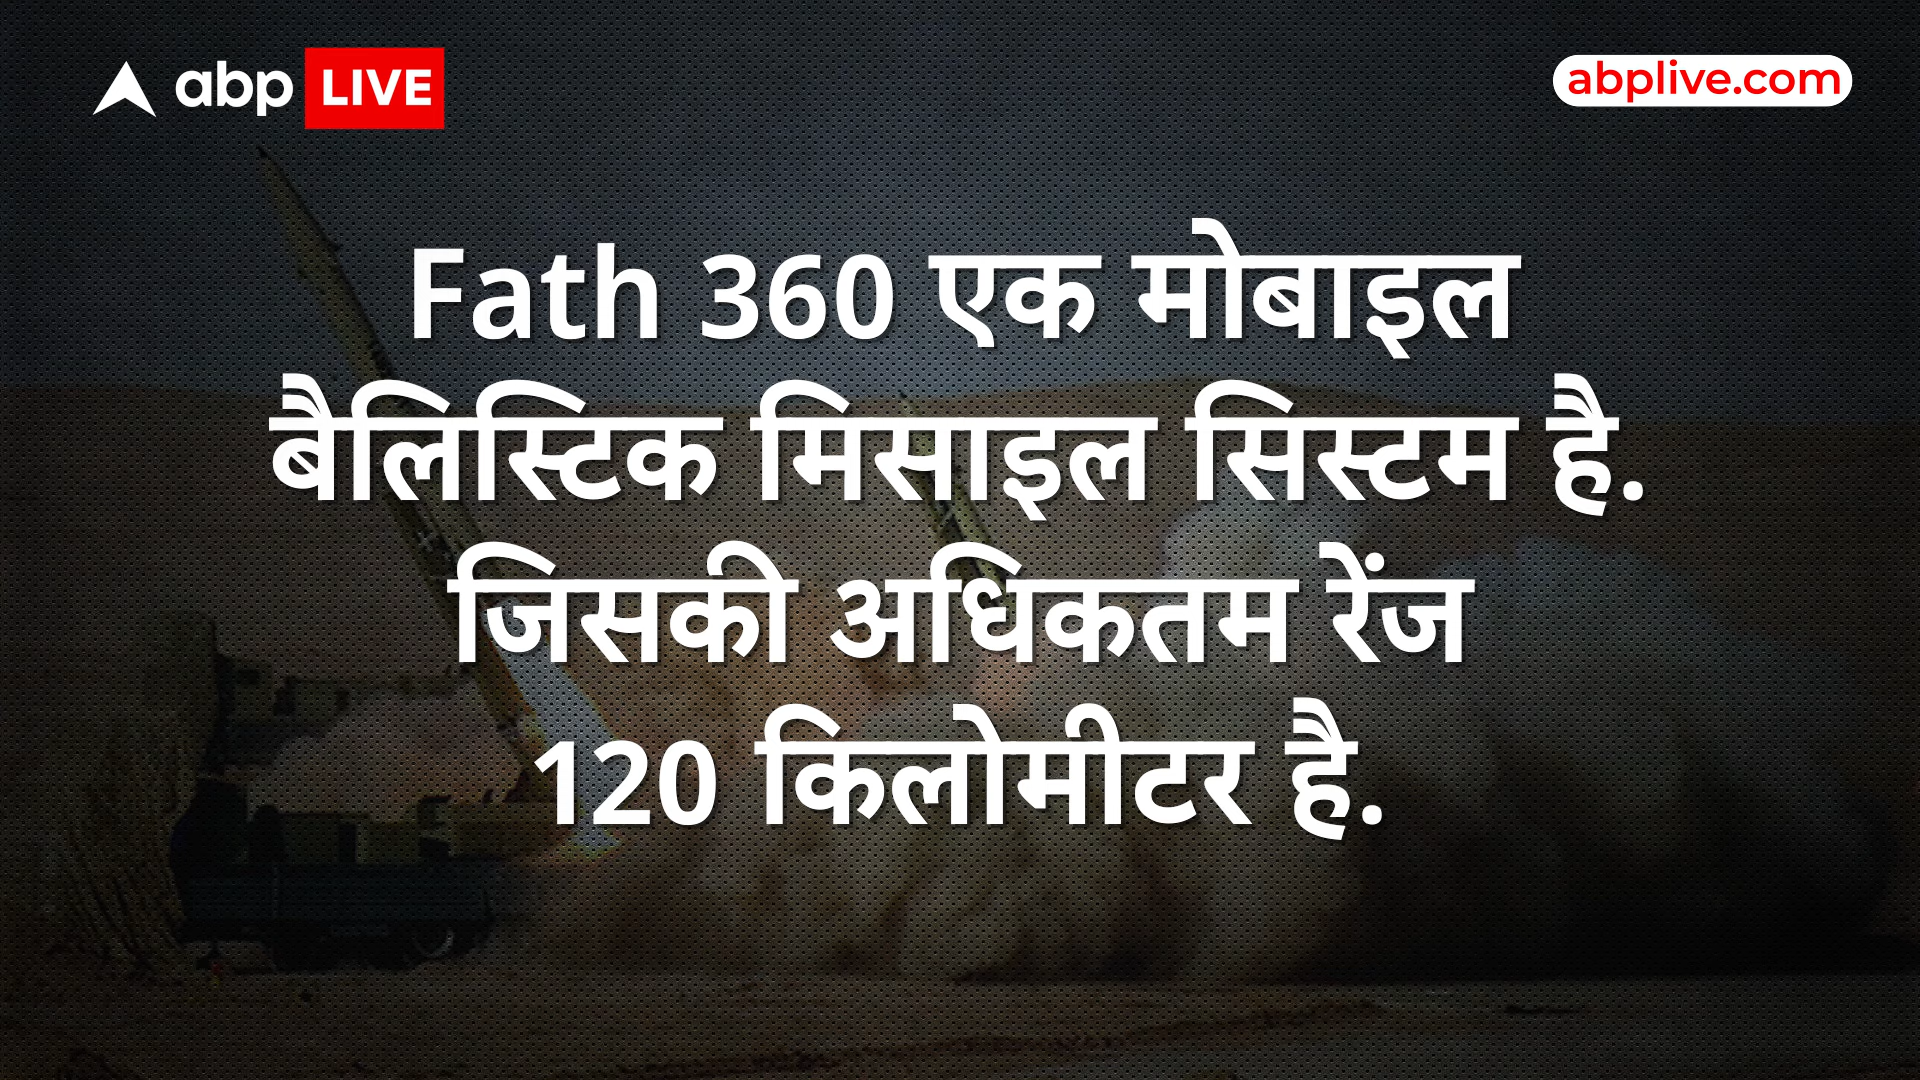 abp LIVE
abplive.com
Fath 360 एक मोबाइल
बैलिस्टिक मिसाइल सिस्टम है.
जिसकी अधिकतम रेंज
120 किलोमीटर है.